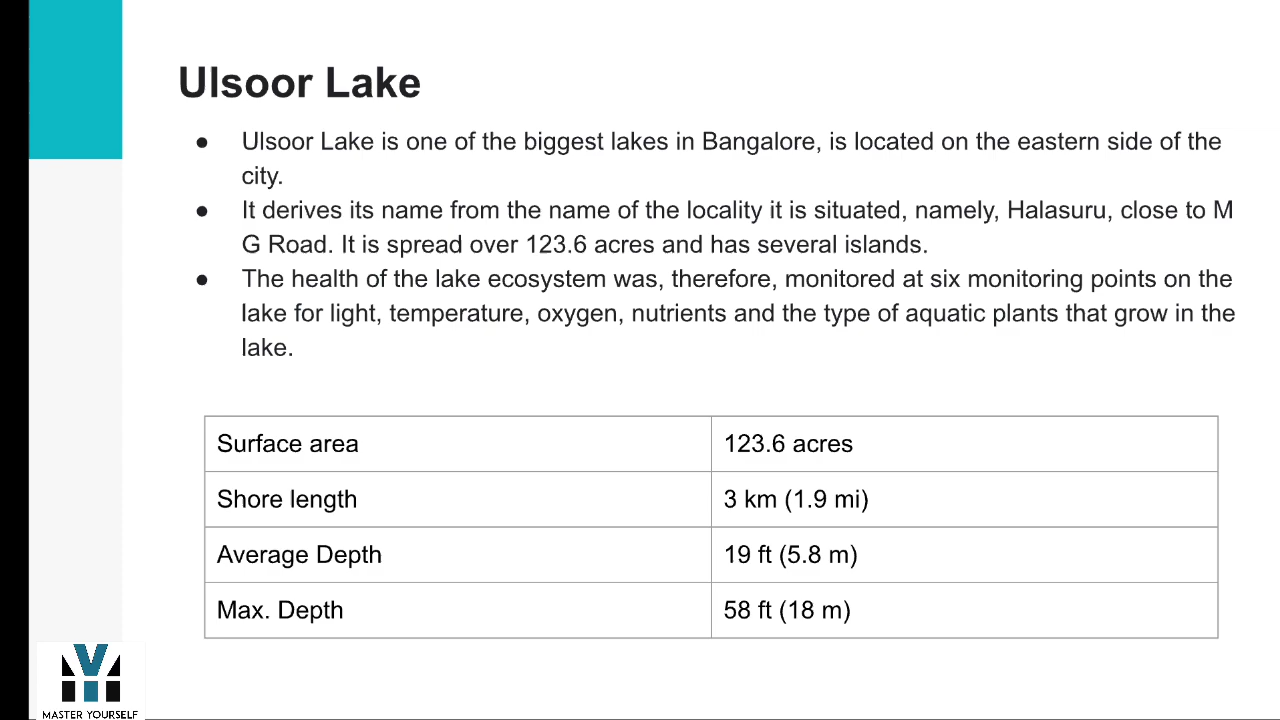 Ulsoor Lake
● Ulsoor Lake is one of the biggest lakes in Bangalore, is located on the eastern side of the
city.
● It derives its name from the name of the locality it is situated, namely, Halasuru, close to M
G Road. It is spread over 123.6 acres and has several islands.
● The health of the lake ecosystem was, therefore, monitored at six monitoring points on the
lake for light, temperature, oxygen, nutrients and the type of aquatic plants that grow in the
lake.
Surface area 123.6 acres
Shore length 3 km (1.9 mi)
Average Depth 19 ft (5.8 m)
Max. Depth 58 ft (18 m)
MASTER YOURSELF